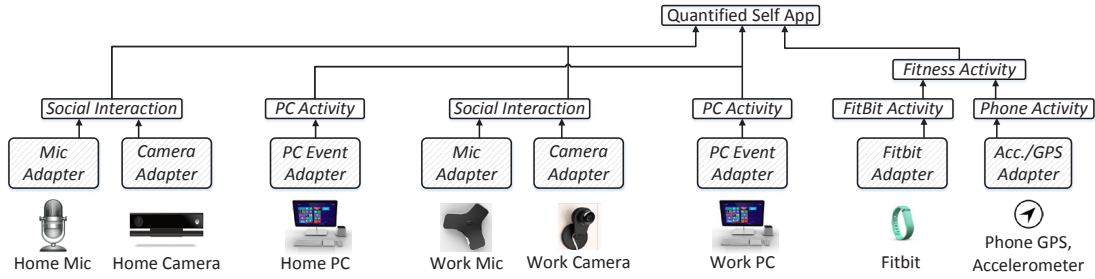 Quantified Self App
Fitness Activity
Social Interaction
PC Activity
Social Interaction
PC Activity
FitBit Activity
Phone Activity
Mic
Adapter
Camera
Adapter
PC Event
Adapter
Mic
Adapter
Camera
Adapter
PC Event
Adapter
Fitbit
Adapter
Acc./GPS
Adapter
Home Mic
Home Camera
Home PC
Work Mic
Work Camera
Work PC
Fitbit
Phone GPS,
Accelerometer